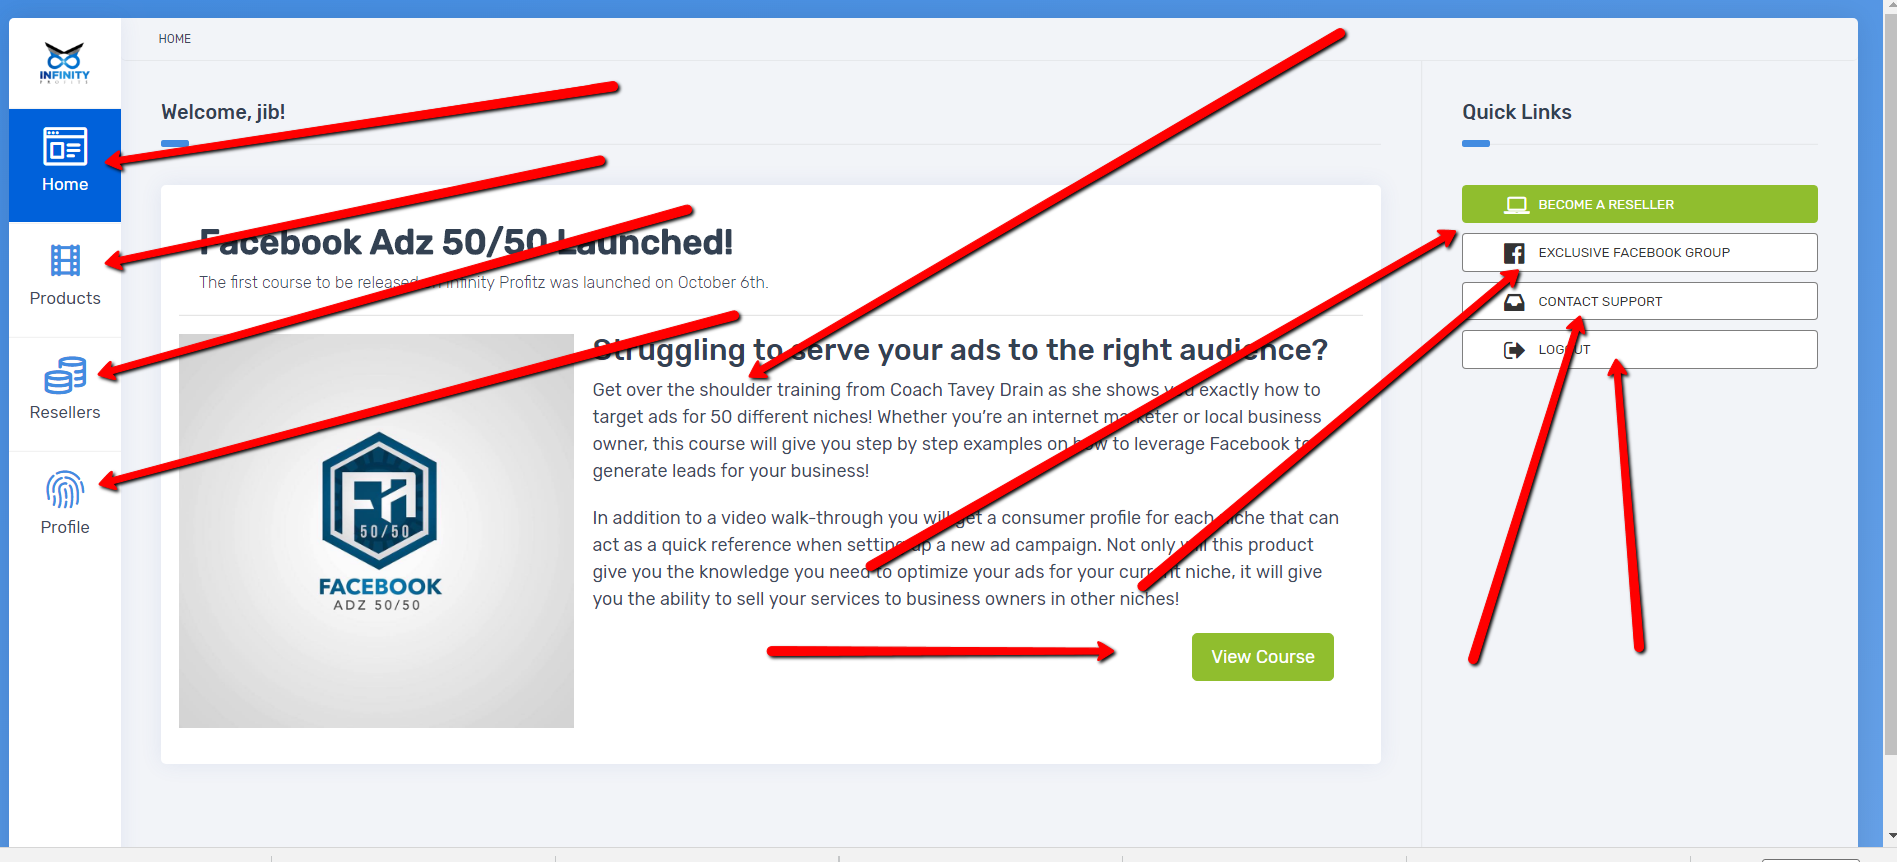 INFINITY
PROFITZ
HOME
Home
Products
Resellers
Profile
Welcome, jib!
Facebook Adz 50/50 Launched!
The first course to be released on Infinity Profitz was launched on October 6th.
FA
50/50
FACEBOOK
ADZ 50/50
Struggling to serve your ads to the right audience?
Get over the shoulder training from Coach Tavey Drain as she shows you exactly how to
target ads for 50 different niches! Whether you’re an internet marketer or local business
owner, this course will give you step by step examples on how to leverage Facebook to
generate leads for your business!
In addition to a video walk-through you will get a consumer profile for each niche that can
act as a quick reference when setting up a new ad campaign. Not only will this product
give you the knowledge you need to optimize your ads for your current niche, it will give
you the ability to sell your services to business owners in other niches!
View Course
Quick Links
BECOME A RESELLER
EXCLUSIVE FACEBOOK GROUP
CONTACT SUPPORT
LOGOUT